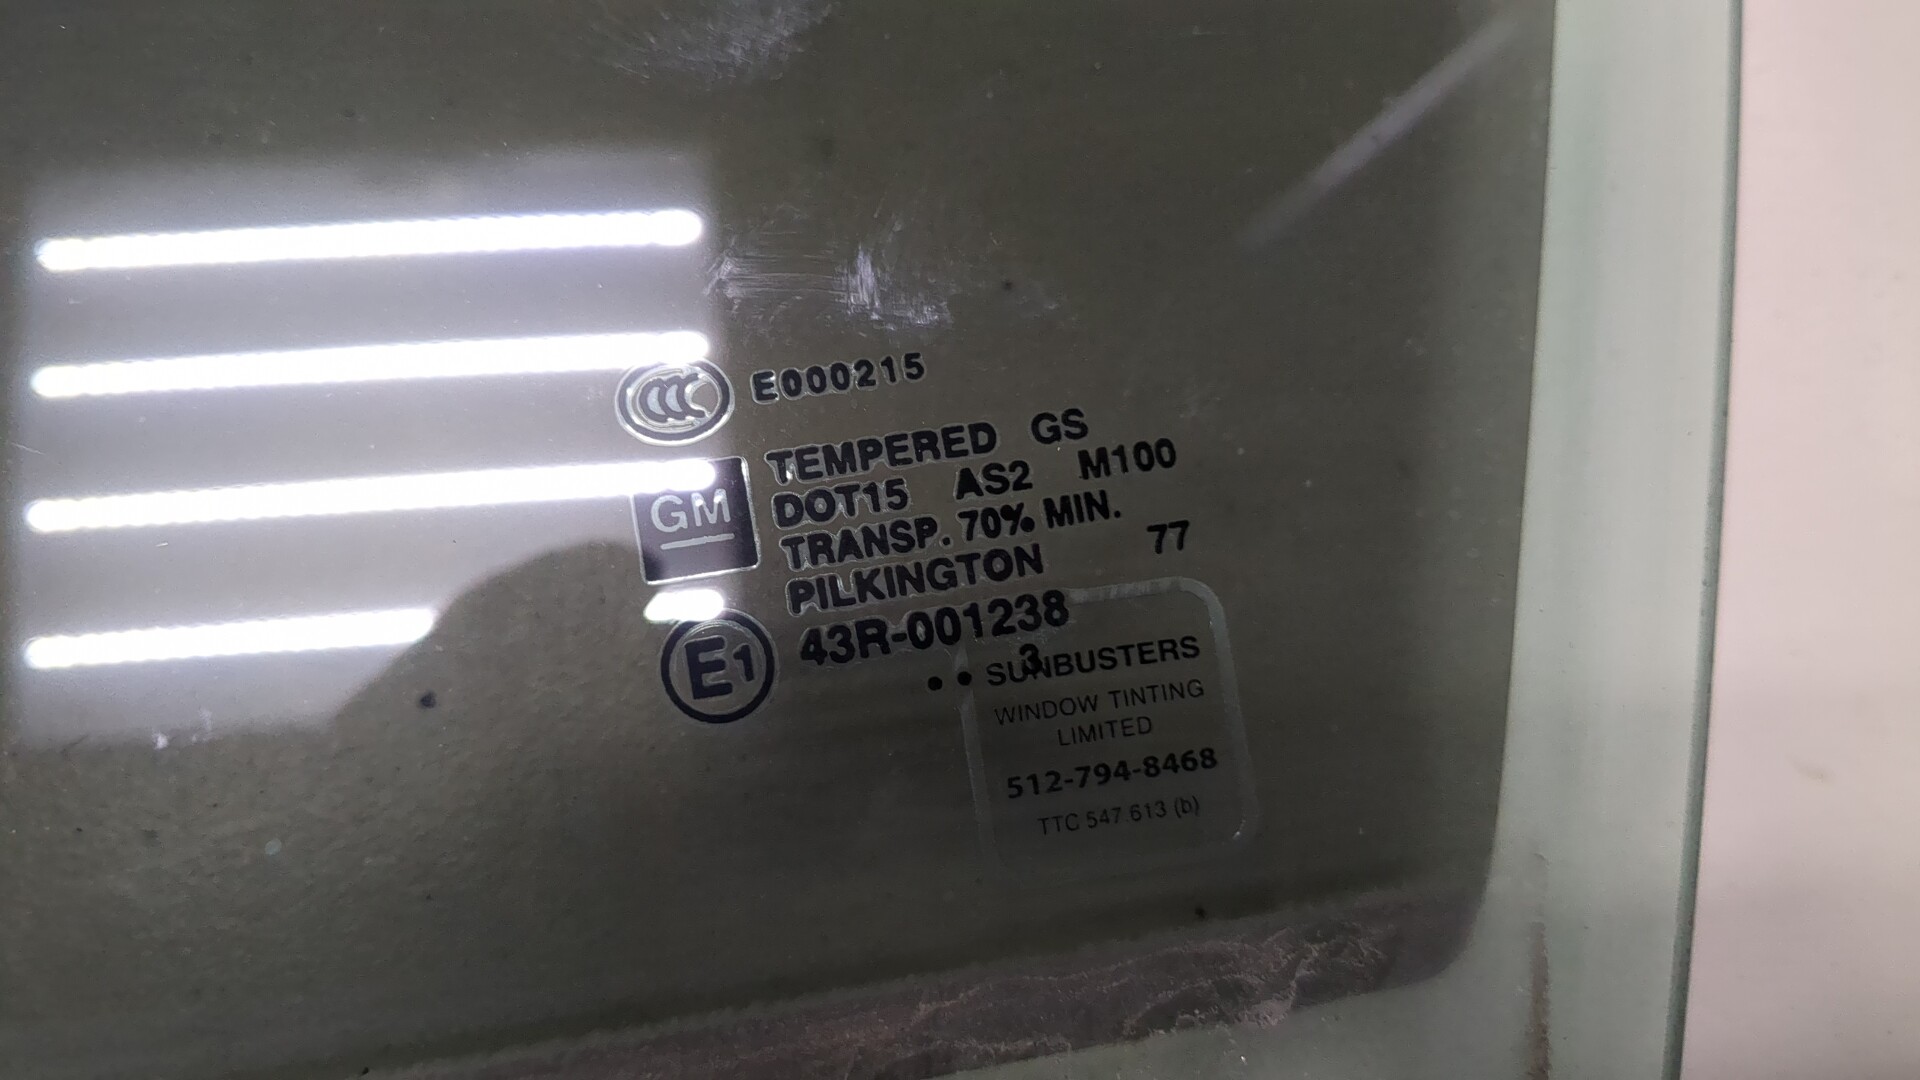 CCC E000215
TEMPERED GS
DOT15 AS2 M100
TRANSP. 70% MIN.
GM
PILKINGTON 77
E1 43R-001238
•• 3
SUNBUSTERS
WINDOW TINTING
LIMITED
512-794-8468
TTC 547.613 (b)